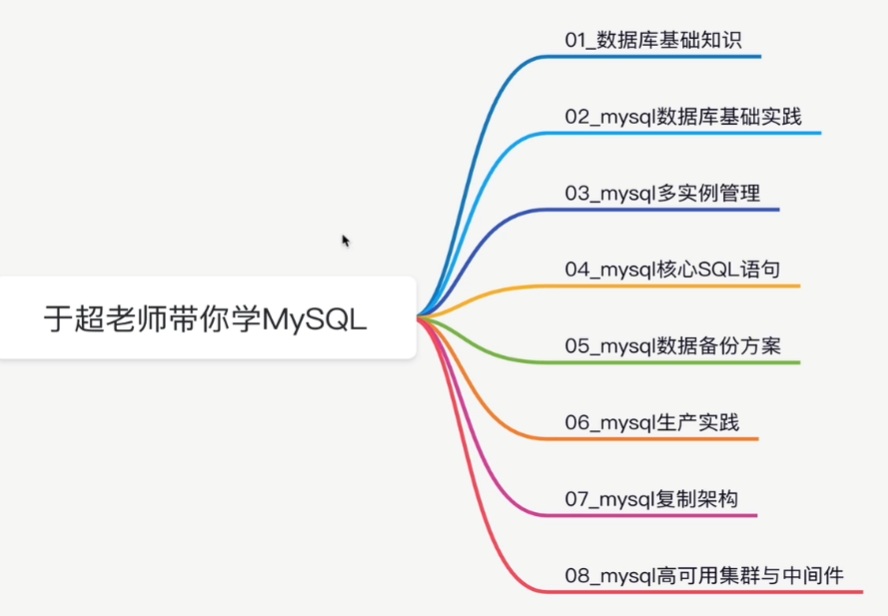 01_数据库基础知识
02_mysql数据库基础实践
03_mysql多实例管理
04_mysql核心SQL语句
于超老师带你学MySQL
05_mysql数据备份方案
06_mysql生产实践
07_mysql复制架构
08_mysql高可用集群与中间件